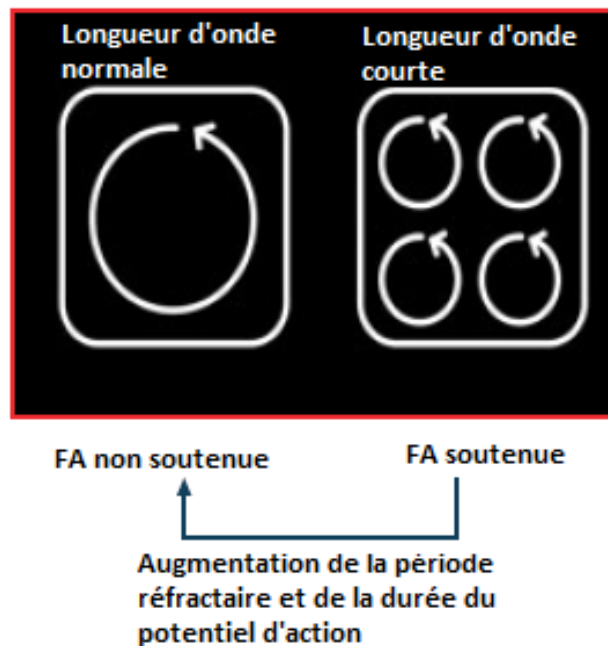 Longueur d'onde
normale
Longueur d'onde
courte
FA non soutenue
FA soutenue
Augmentation de la période
réfractaire et de la durée du
potentiel d'action